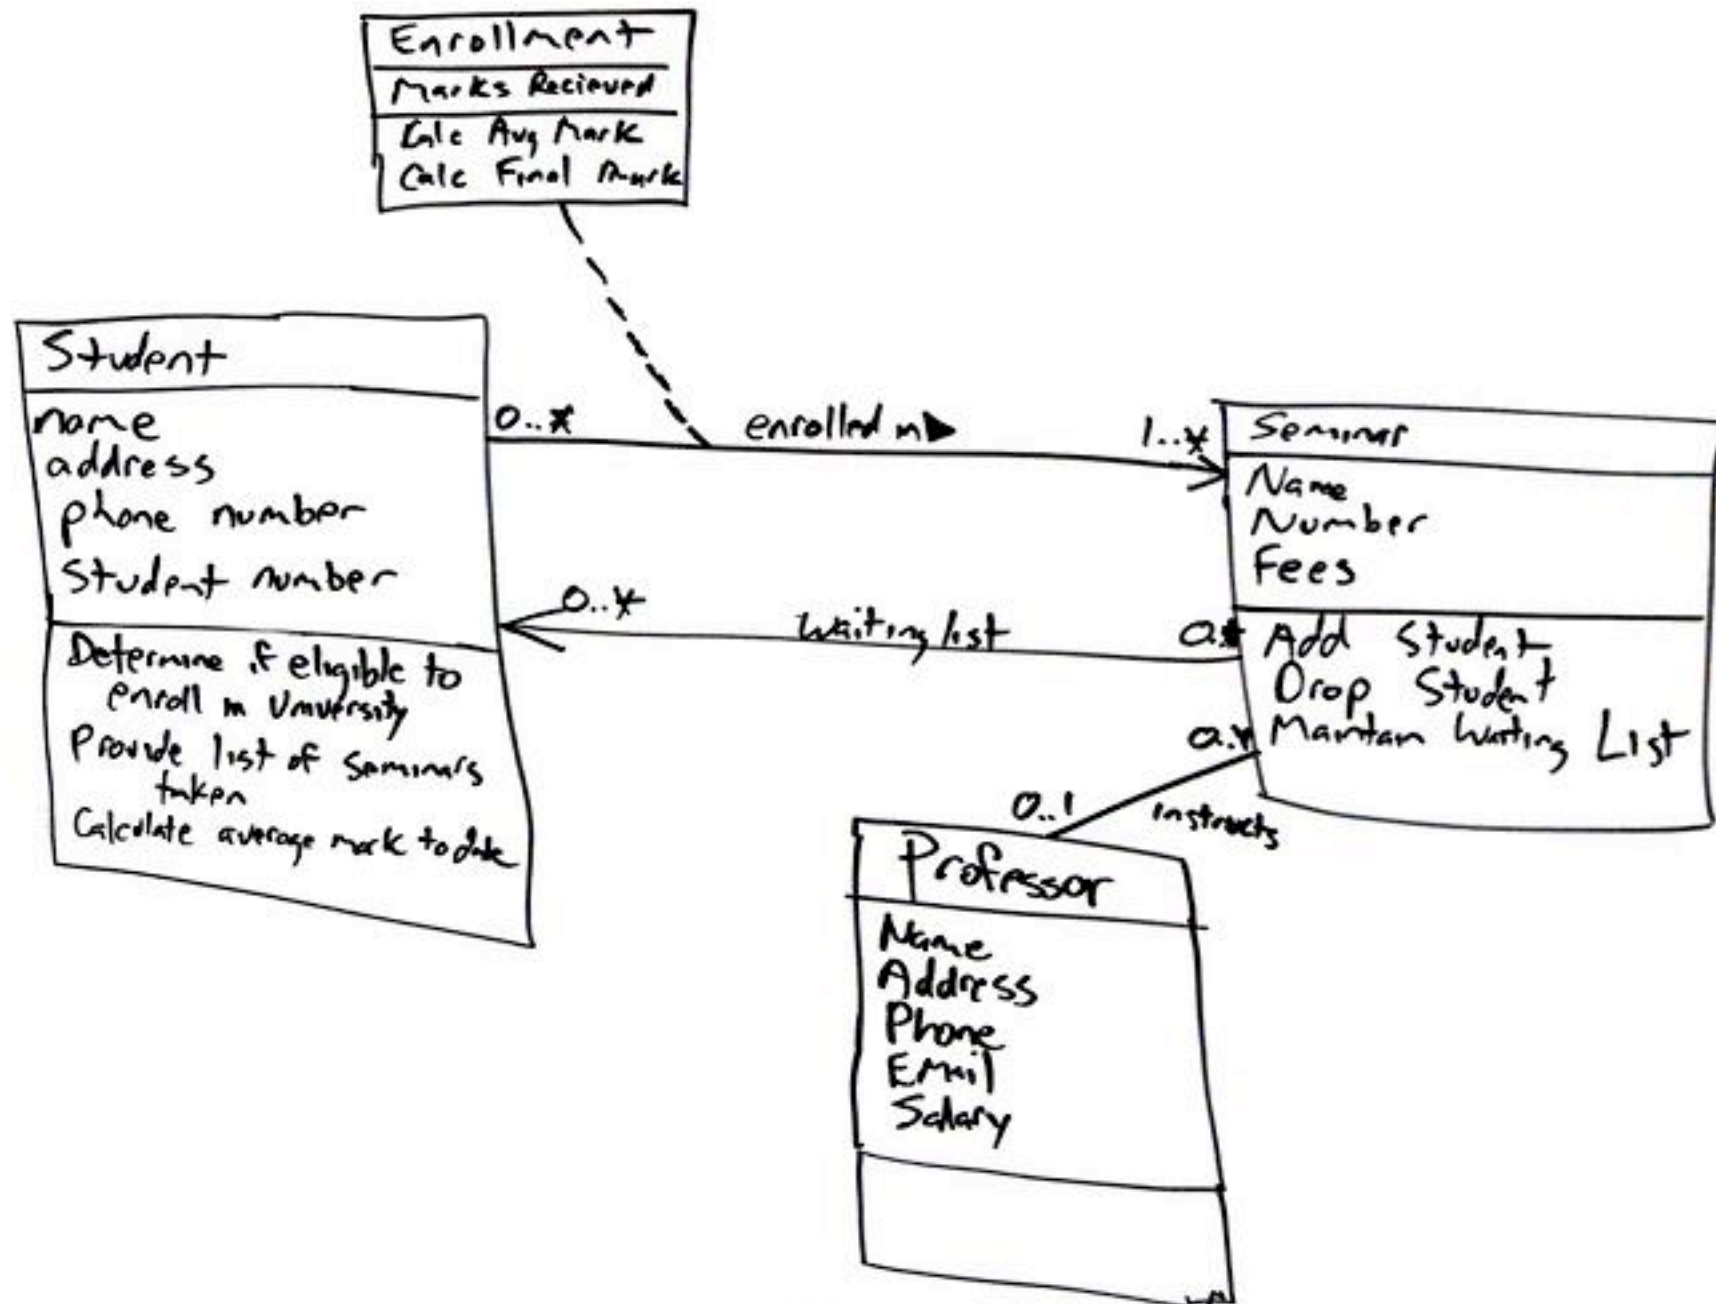 Enrollment
Marks Recieved
Calc Avg Mark
Calc Final Mark
Student
name
address
phone number
Student number
Determine if eligible to
enroll in University
Provide list of seminars
taken
Calculate average mark to date
0..*
enrolled in
1..*
0..*
waiting list
0..*
Seminar
Name
Number
Fees
Add Student
Drop Student
Maintain Waiting List
0..*
instructs
0..1
Professor
Name
Address
Phone
Email
Salary